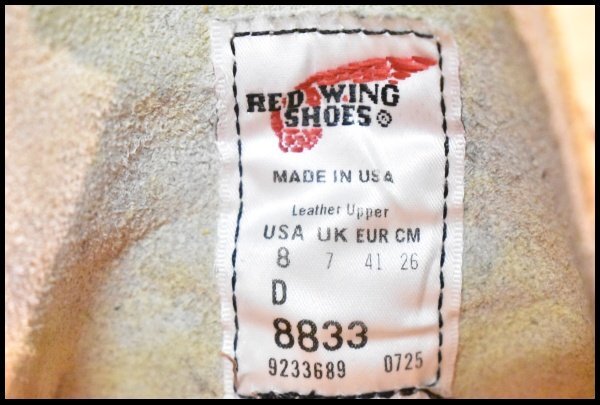 RED WING
SHOES ®
MADE IN USA
Leather Upper
USA UK EUR CM
8 7 41 26
D
8833
9233689 0725